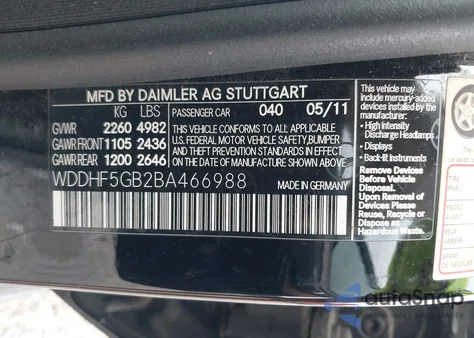 MFD BY DAIMLER AG STUTTGART
KG LBS
PASSENGER CAR 040 05/11
GVWR 2260 4982
GAWR FRONT 1105 2436
GAWR REAR 1200 2646
THIS VEHICLE CONFORMS TO ALL APPLICABLE
U.S. FEDERAL MOTOR VEHICLE SAFETY, BUMPER
AND THEFT PREVENTION STANDARDS IN EFFECT
ON THE DATE OF MANUFACTURE SHOWN ABOVE.
WDDHF5GB2BA466988
MADE IN GERMANY
This vehicle may include
mercury-added
devices installed by the
manufacturer:
• High Intensity
Discharge Headlamps
• Displays
• Back-lit Instruments
Remove Devices
Before Vehicle Disposal.
Upon Removal of
Devices Please Reuse,
Recycle or Dispose as
Hazardous Waste.
TIRE
autosnap